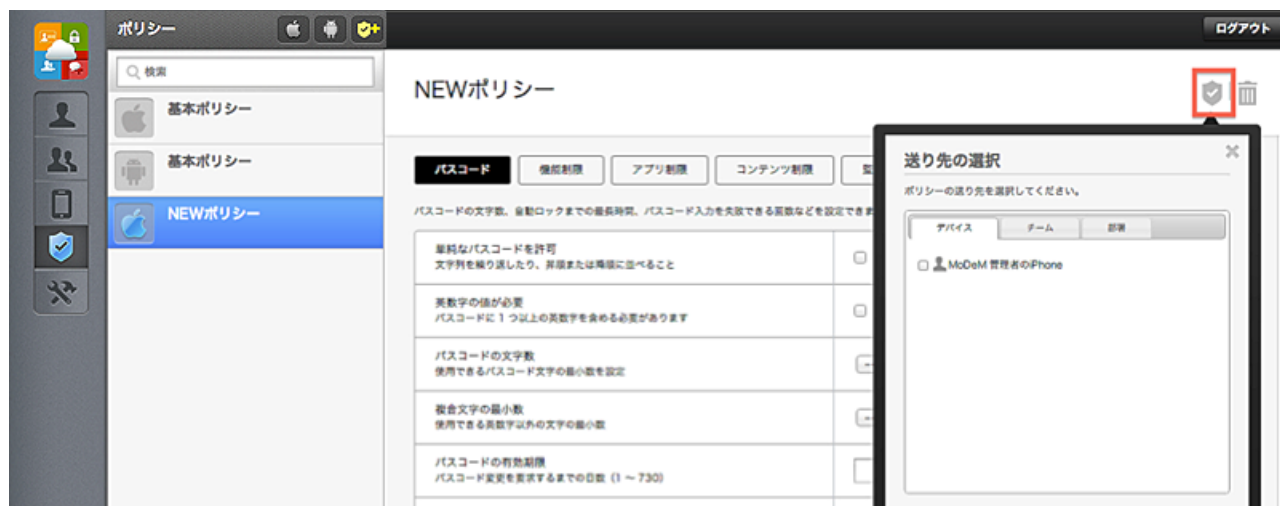 ポリシー
ログアウト
検索
基本ポリシー
基本ポリシー
NEWポリシー
NEWポリシー
パスコード
機能制限
アプリ制限
コンテンツ制限
パスコードの文字数、自動ロックまでの最長時間、パスコード入力を失敗できる回数などを設定できま
単純なパスコードを許可
文字列を繰り返したり、昇順または降順に並べること
英数字の値が必要
パスコードに 1 つ以上の英数字を含める必要があります
パスコードの文字数
使用できるパスコード文字の最小数を設定
複合文字の最小数
使用できる英数字以外の文字の最小数
パスコードの有効期限
パスコード変更を要求するまでの日数 (1 ~ 730)
送り先の選択
ポリシーの送り先を選択してください。
デバイス
チーム
部署
MoDeM 管理者のiPhone